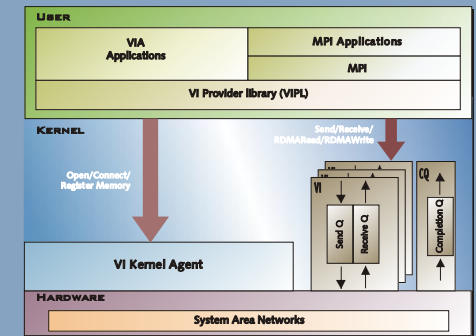 USER
VIA
Applications
MPI Applications
MPI
VI Provider library (VIPL)
KERNEL
Send/Receive/
RDMARead/RDMAWrite
Open/Connect/
Register Memory
VI
CQ
Send Q
Receive Q
Completion Q
VI Kernel Agent
HARDWARE
System Area Networks